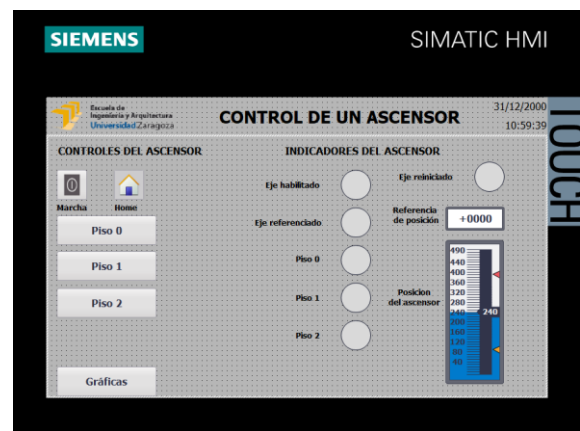 SIEMENS
SIMATIC HMI
TOUCH
Escuela de
Ingeniería y Arquitectura
Universidad Zaragoza
CONTROL DE UN ASCENSOR
31/12/2000
10:59:39
CONTROLES DEL ASCENSOR
INDICADORES DEL ASCENSOR
Marcha
Home
Piso 0
Piso 1
Piso 2
Gráficas
Eje habilitado
Eje referenciado
Piso 0
Piso 1
Piso 2
Eje reiniciado
Referencia
de posición
+0000
Posicion
del ascensor
490
440
400
360
320
280
240
200
160
120
80
40
240